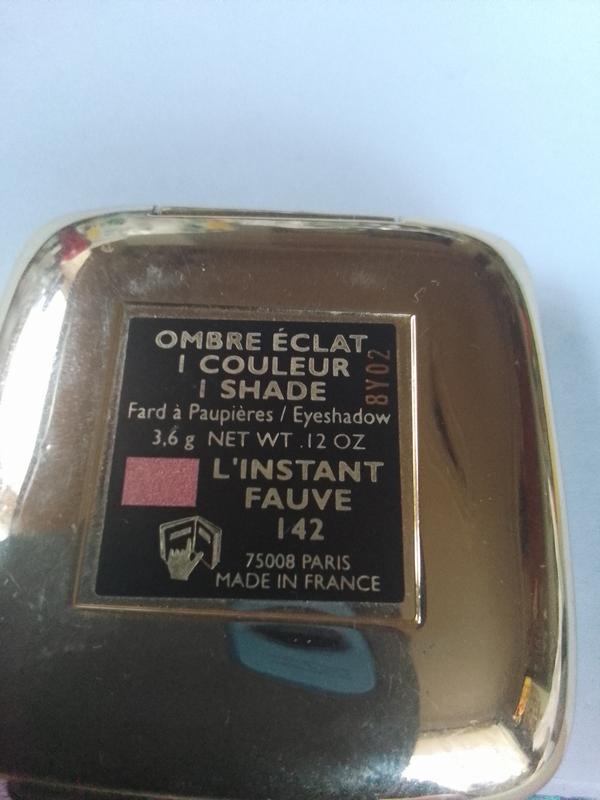 OMBRE ÉCLAT
1 COULEUR
1 SHADE
8Y02
Fard à Paupières / Eyeshadow
3,6 g NET WT .12 OZ
L'INSTANT
FAUVE
142
75008 PARIS
MADE IN FRANCE